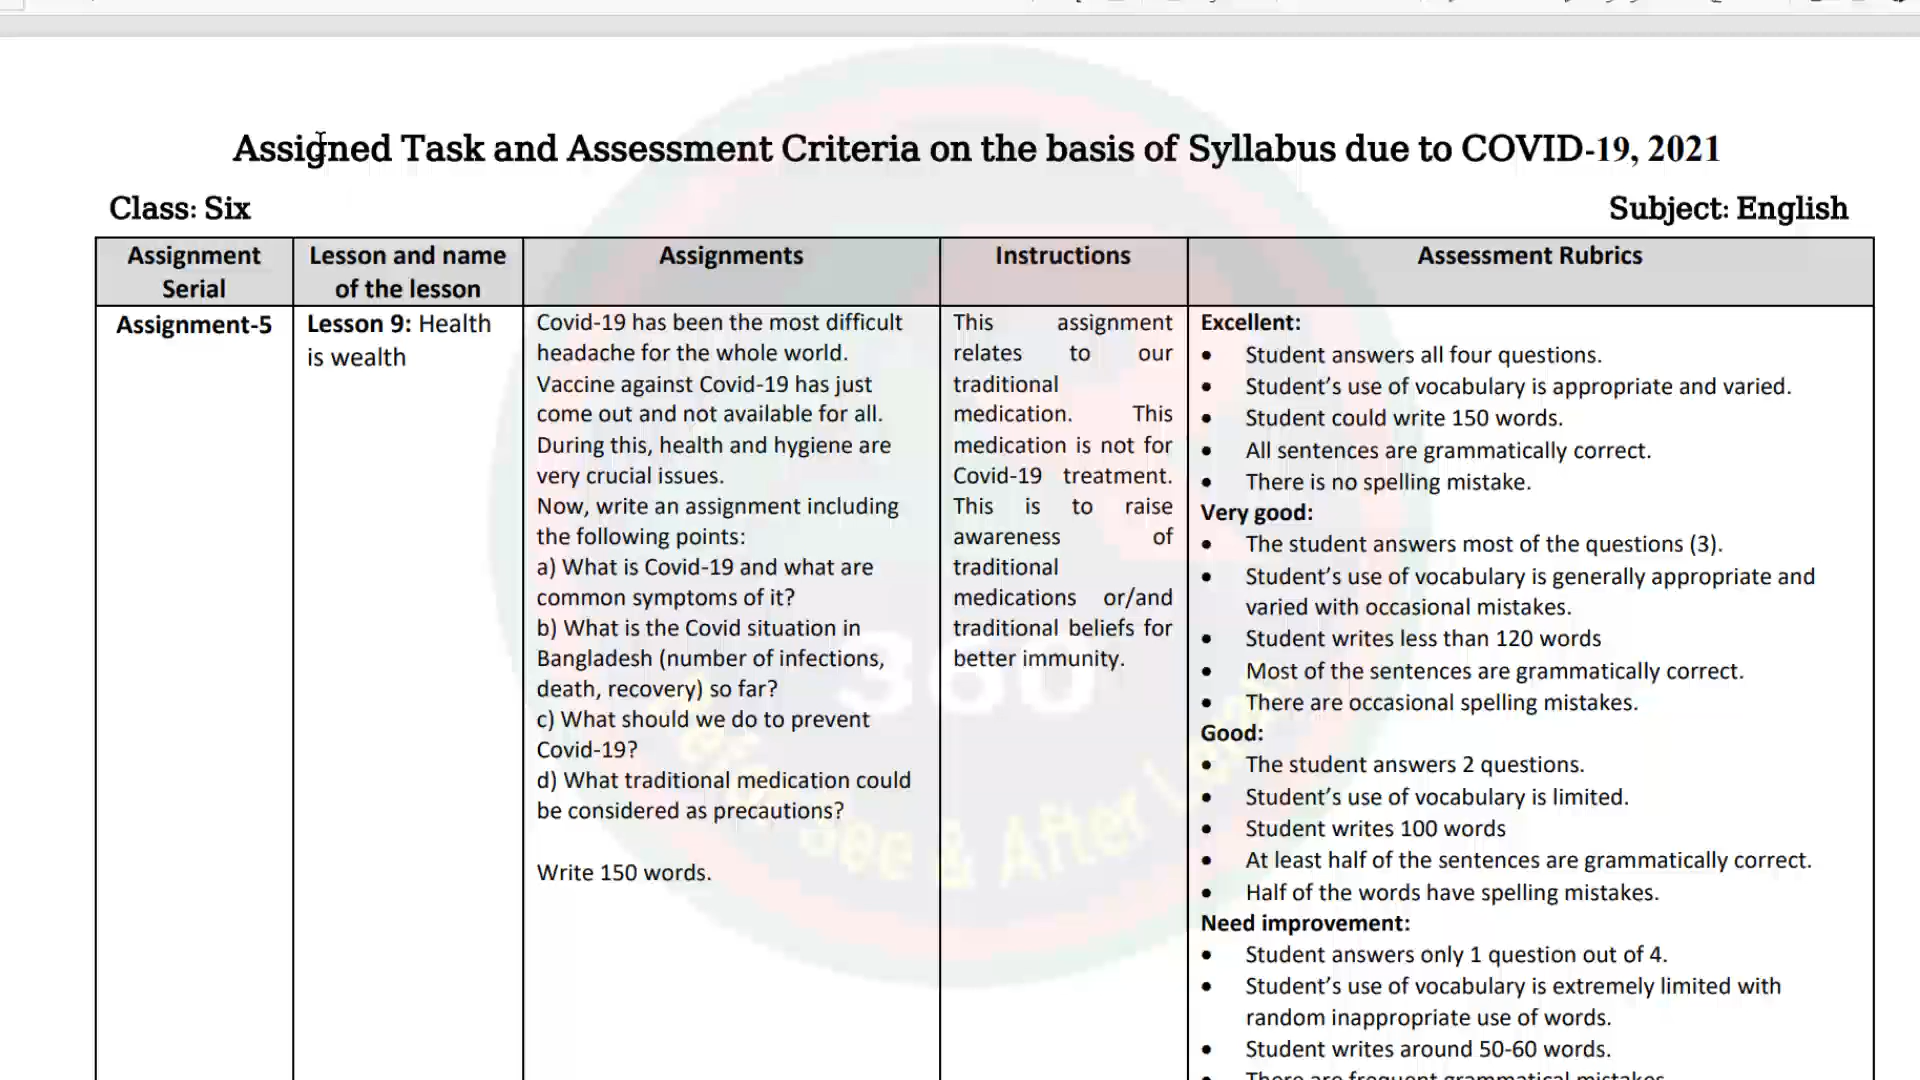 Assigned Task and Assessment Criteria on the basis of Syllabus due to COVID-19, 2021
Class: Six
Subject: English
Assignment
Serial
Lesson and name
of the lesson
Assignments
Instructions
Assessment Rubrics
Assignment-5
Lesson 9: Health
is wealth
Covid-19 has been the most difficult
headache for the whole world.
Vaccine against Covid-19 has just
come out and not available for all.
During this, health and hygiene are
very crucial issues.
Now, write an assignment including
the following points:
a) What is Covid-19 and what are
common symptoms of it?
b) What is the Covid situation in
Bangladesh (number of infections,
death, recovery) so far?
c) What should we do to prevent
Covid-19?
d) What traditional medication could
be considered as precautions?
Write 150 words.
This assignment
relates to our
traditional
medication. This
medication is not for
Covid-19 treatment.
This is to raise
awareness of
traditional
medications or/and
traditional beliefs for
better immunity.
Excellent:
• Student answers all four questions.
• Student’s use of vocabulary is appropriate and varied.
• Student could write 150 words.
• All sentences are grammatically correct.
• There is no spelling mistake.
Very good:
• The student answers most of the questions (3).
• Student’s use of vocabulary is generally appropriate and
varied with occasional mistakes.
• Student writes less than 120 words
• Most of the sentences are grammatically correct.
• There are occasional spelling mistakes.
Good:
• The student answers 2 questions.
• Student’s use of vocabulary is limited.
• Student writes 100 words
• At least half of the sentences are grammatically correct.
• Half of the words have spelling mistakes.
Need improvement:
• Student answers only 1 question out of 4.
• Student’s use of vocabulary is extremely limited with
random inappropriate use of words.
• Student writes around 50-60 words.
• There are frequent grammatical mistakes
360
See & After